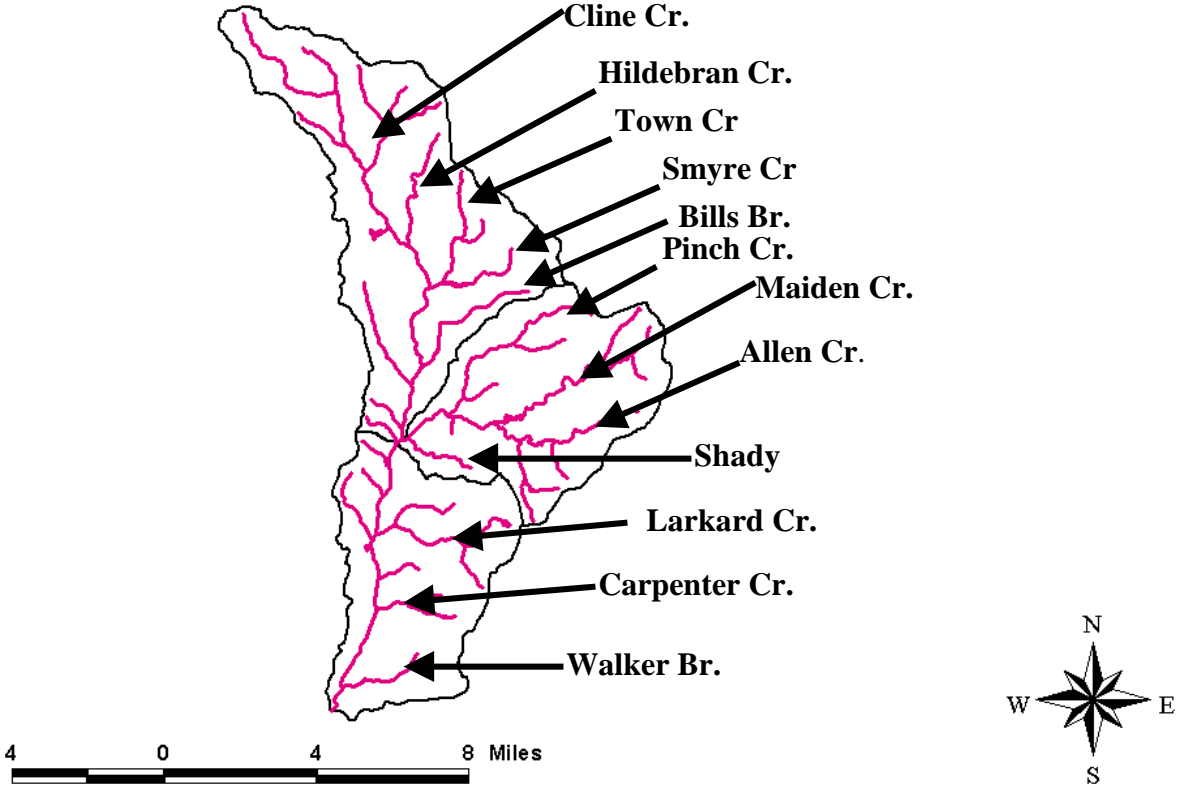 Cline Cr.
Hildebran Cr.
Town Cr
Smyre Cr
Bills Br.
Pinch Cr.
Maiden Cr.
Allen Cr.
Shady
Larkard Cr.
Carpenter Cr.
Walker Br.
N
W E
S
4 0 4 8 Miles